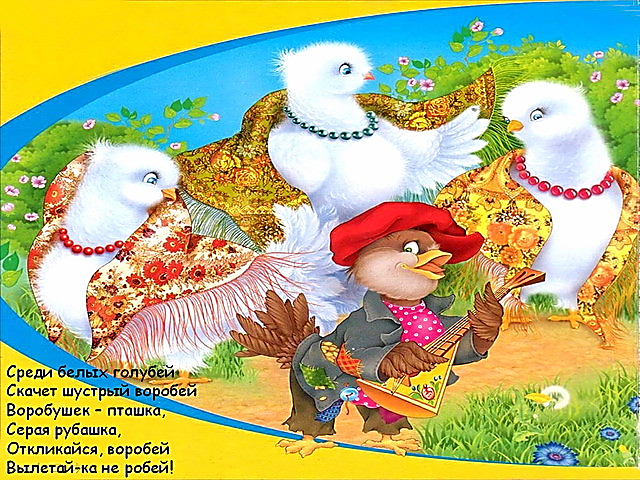 Среди белых голубей
Скачет шустрый воробей
Воробушек – пташка,
Серая рубашка,
Откликайся, воробей
Вылетай-ка не робей!